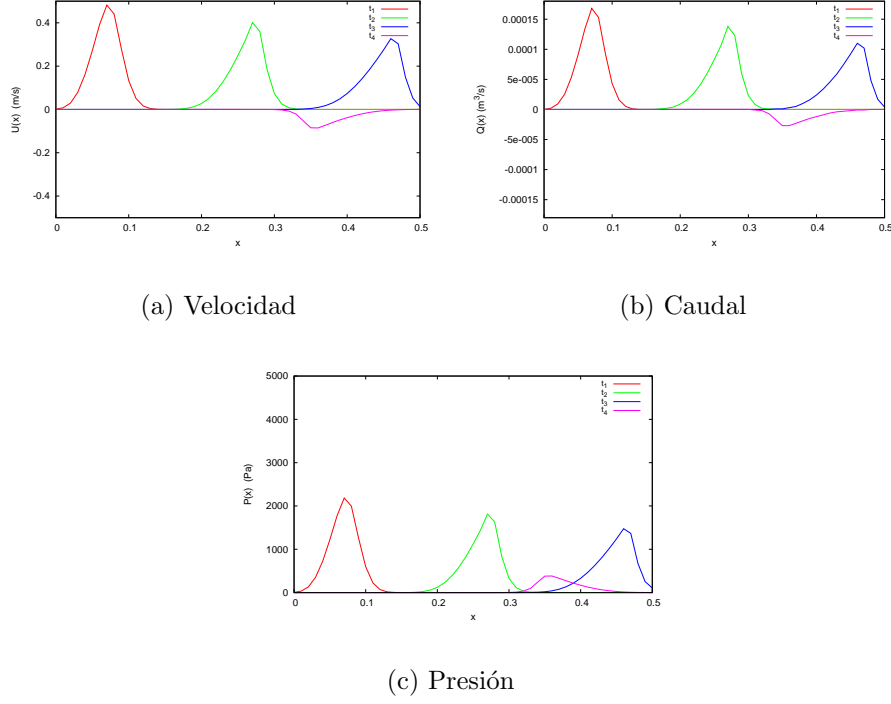 t₁
t₂
t₃
t₄
U(x) (m/s)
0.4
0.2
0
-0.2
-0.4
0 0.1 0.2 0.3 0.4 0.5
x
(a) Velocidad
t₁
t₂
t₃
t₄
Q(x) (m³/s)
0.00015
0.0001
5e-005
0
-5e-005
-0.0001
-0.00015
0 0.1 0.2 0.3 0.4 0.5
x
(b) Caudal
t₁
t₂
t₃
t₄
P(x) (Pa)
5000
4000
3000
2000
1000
0
0 0.1 0.2 0.3 0.4 0.5
x
(c) Presión